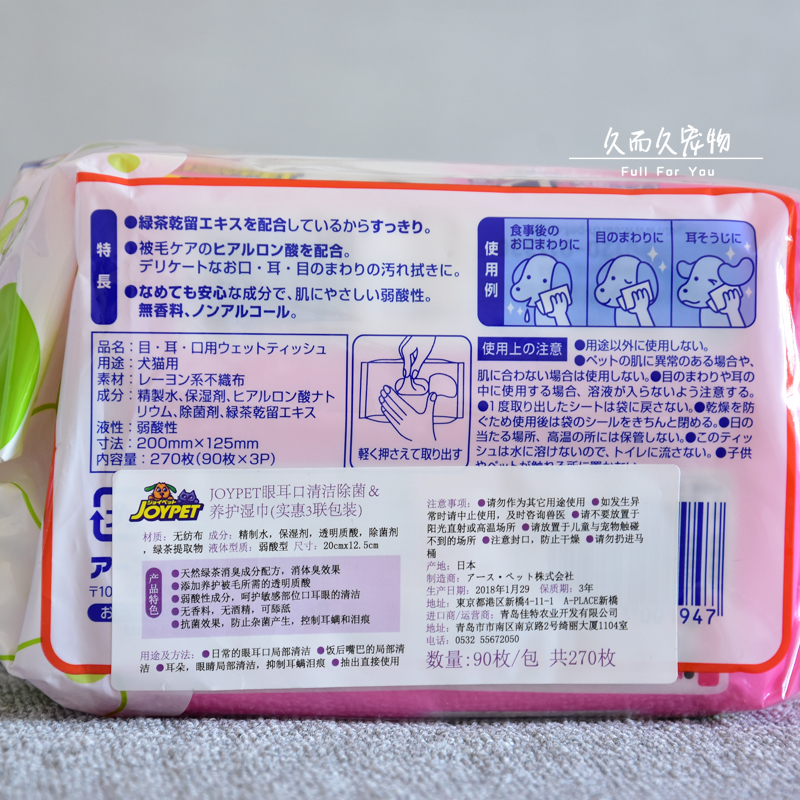 久而久宠物
Full For You
特長
●緑茶乾留エキスを配合しているからすっきり。
●被毛ケアのヒアルロン酸を配合。
デリケートなお口・耳・目のまわりの汚れ拭きに。
●なめても安心な成分で、肌にやさしい弱酸性。
無香料、ノンアルコール。
使用例
食事後の
お口まわりに
目のまわりに
耳そうじに
品名：目・耳・口用ウェットティッシュ
用途：犬猫用
素材：レーヨン系不織布
成分：精製水、保湿剤、ヒアルロン酸ナト
リウム、除菌剤、緑茶乾留エキス
液性：弱酸性
寸法：200mm×125mm
内容量：270枚(90枚×3P)
軽く押さえて取り出す
使用上の注意
●用途以外に使用しない。
●ペットの肌に異常のある場合や、
肌に合わない場合は使用しない。●目のまわりや耳の
中に使用する場合、溶液が入らないよう注意する。
●1度取り出したシートは袋に戻さない。●乾燥を防
ぐため使用後は袋のシールをきちんと閉める。●日の
当たる場所、高温の所には保管しない。●このティッ
シュは水に溶けないので、トイレに流さない。●子供
やペットが触れる所に置かない。
ジョイペット
JOYPET
JOYPET眼耳口清洁除菌&
养护湿巾(实惠3联包装)
材质：无纺布 成分：精制水，保湿剂，透明质酸，除菌剂
，绿茶提取物 液体型质：弱酸型 尺寸：20cmx12.5cm
产品特色
●天然绿茶消臭成分配方，消体臭效果
●添加养护被毛所需的透明质酸
●弱酸性成分，呵护敏感部位口耳眼的清洁
●无香料，无酒精，可舔舐
●抗菌效果，防止杂菌产生，控制耳螨和泪痕
用途及方法：●日常的眼耳口局部清洁 ●饭后嘴巴的局部清
洁 ●耳朵，眼睛局部清洁，抑制耳螨泪痕 ●抽出直接使用
注意事项：●请勿作为其它用途使用 ●如发生异
常时请中止使用，及时咨询兽医 ●请不要放置于
阳光直射或高温场所 ●请放置于儿童与宠物触碰
不到的场所 ●注意封口，防止干燥 ●请勿扔进马
桶
产地：日本
制造商：アース・ペット株式会社
生产日期：2018年1月29 保质期：3年
地址：東京都港区新橋4-11-1 A-PLACE新橋
进口商/运营商：青岛佳特农业开发有限公司
地址：青岛市市南区南京路2号绮丽大厦1104室
电话：0532 55672050
数量：90枚/包 共270枚
ア
〒10
お
947